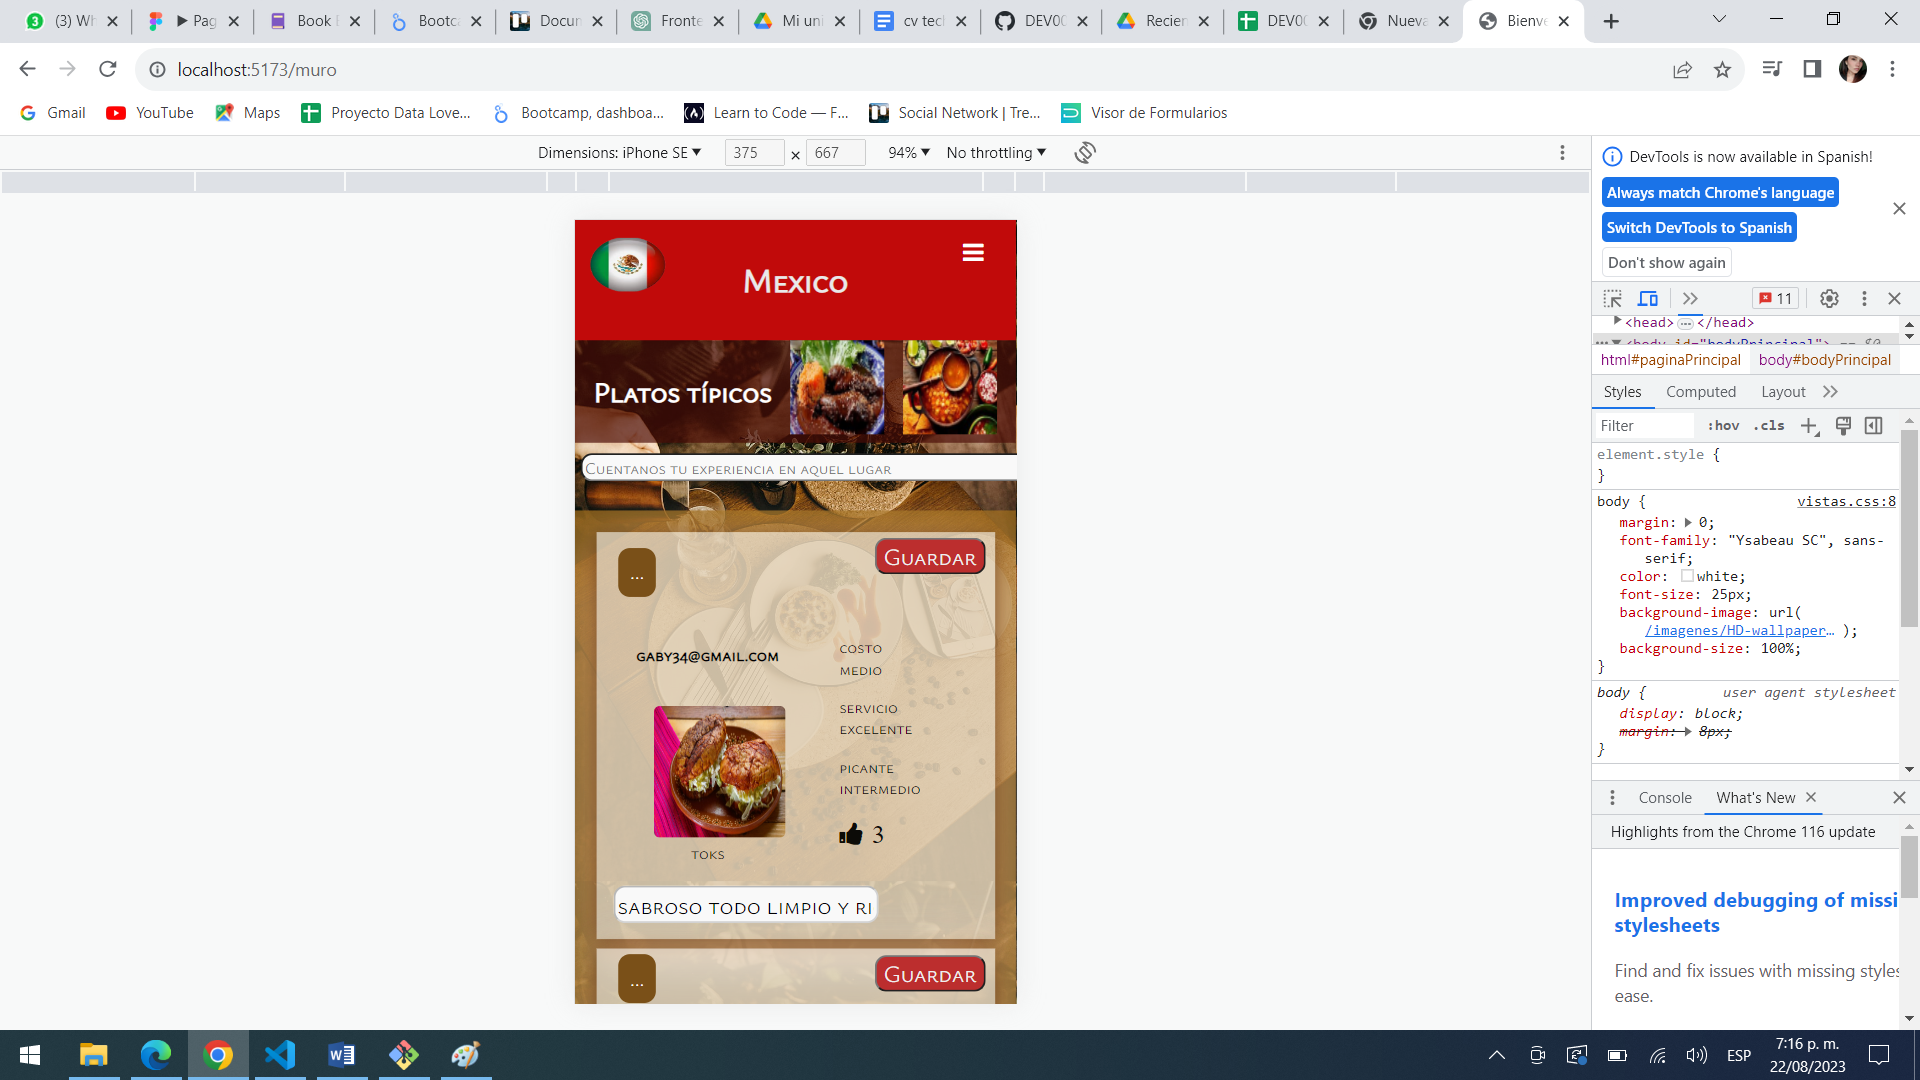 (3) Wh
Pag
Book
Bootc
Docun
Fronte
Mi uni
cv tech
DEV00
Recien
DEV00
Nueva
Bienve
localhost:5173/muro
Gmail
YouTube
Maps
Proyecto Data Love...
Bootcamp, dashboa...
Learn to Code — F...
Social Network | Tre...
Visor de Formularios
Dimensions: iPhone SE
375 × 667
94%
No throttling
DevTools is now available in Spanish!
Always match Chrome's language
Switch DevTools to Spanish
Don't show again
11
<head> ... </head>
<body id="bodyPrincipal"> == $0
html#paginaPrincipal body#bodyPrincipal
Styles Computed Layout
Filter :hov .cls
element.style {
}
body { vistas.css:8
margin: 0;
font-family: "Ysabeau SC", sans-
serif;
color: white;
font-size: 25px;
background-image: url(
/imagenes/HD-wallpaper… );
background-size: 100%;
}
body { user agent stylesheet
display: block;
margin: 8px;
}
Console What's New
Highlights from the Chrome 116 update
Improved debugging of missi
stylesheets
Find and fix issues with missing styles
ease.
Mexico
Platos típicos
Cuentanos tu experiencia en aquel lugar
...
Guardar
gaby34@gmail.com
costo
medio
servicio
excelente
picante
intermedio
3
toks
sabroso todo limpio y ri
...
Guardar
ESP
7:16 p. m.
22/08/2023